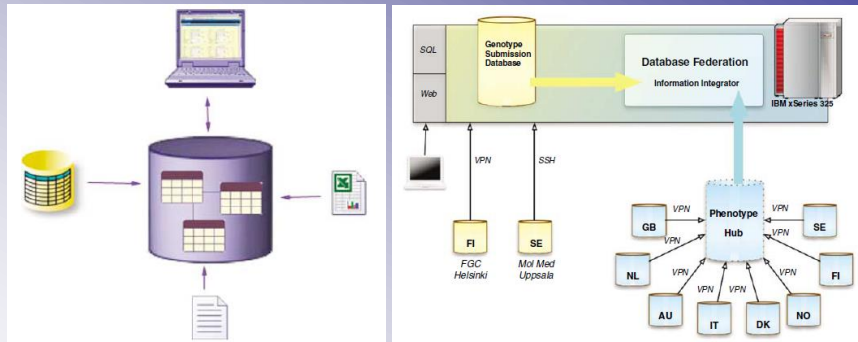 SQL
Web
Genotype
Submission
Database
Database Federation
Information Integrator
IBM xSeries 325
VPN
SSH
FI
SE
FGC
Helsinki
Mol Med
Uppsala
Phenotype
Hub
GB
VPN
VPN
SE
NL
VPN
VPN
FI
AU
VPN
VPN
IT
VPN
DK
VPN
NO